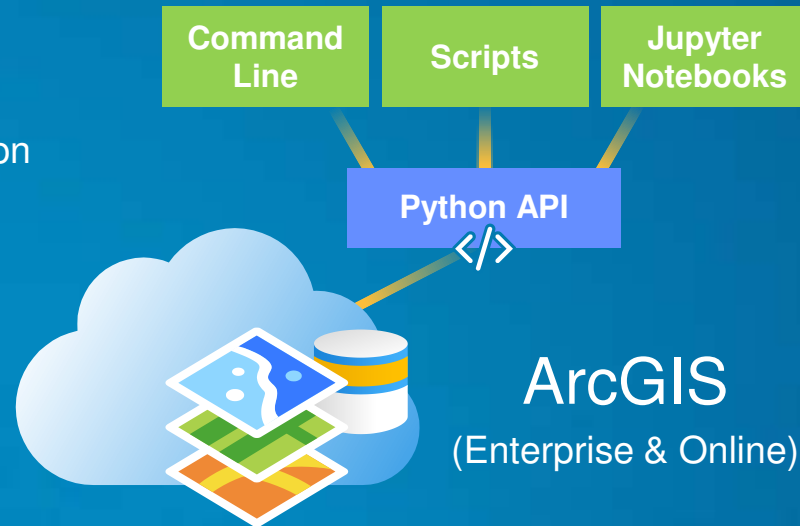 Command
Line
Scripts
Jupyter
Notebooks
on
Python API
</>
ArcGIS
(Enterprise & Online)